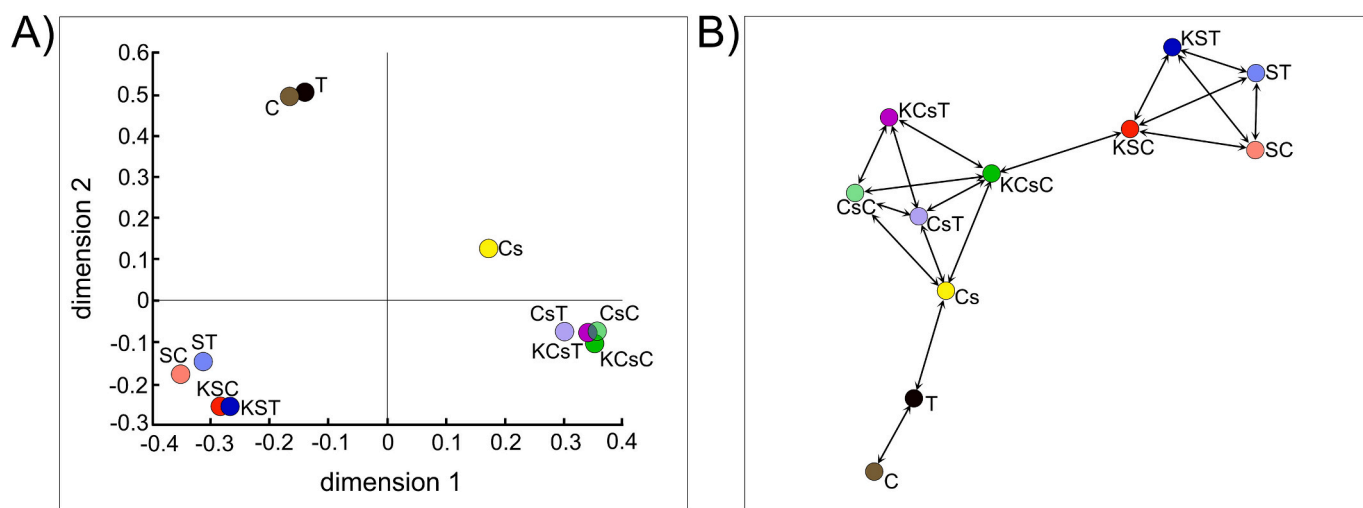 A)
0.6
0.5
0.4
0.3
0.2
0.1
0
-0.1
-0.2
-0.3
dimension 2
-0.4
-0.3
-0.2
-0.1
0
0.1
0.2
0.3
0.4
dimension 1
T
C
Cs
CsT
CsC
KCsT
KCsC
ST
SC
KSC
KST
B)
KST
ST
KCsT
KSC
SC
KCsC
CsC
CsT
Cs
T
C